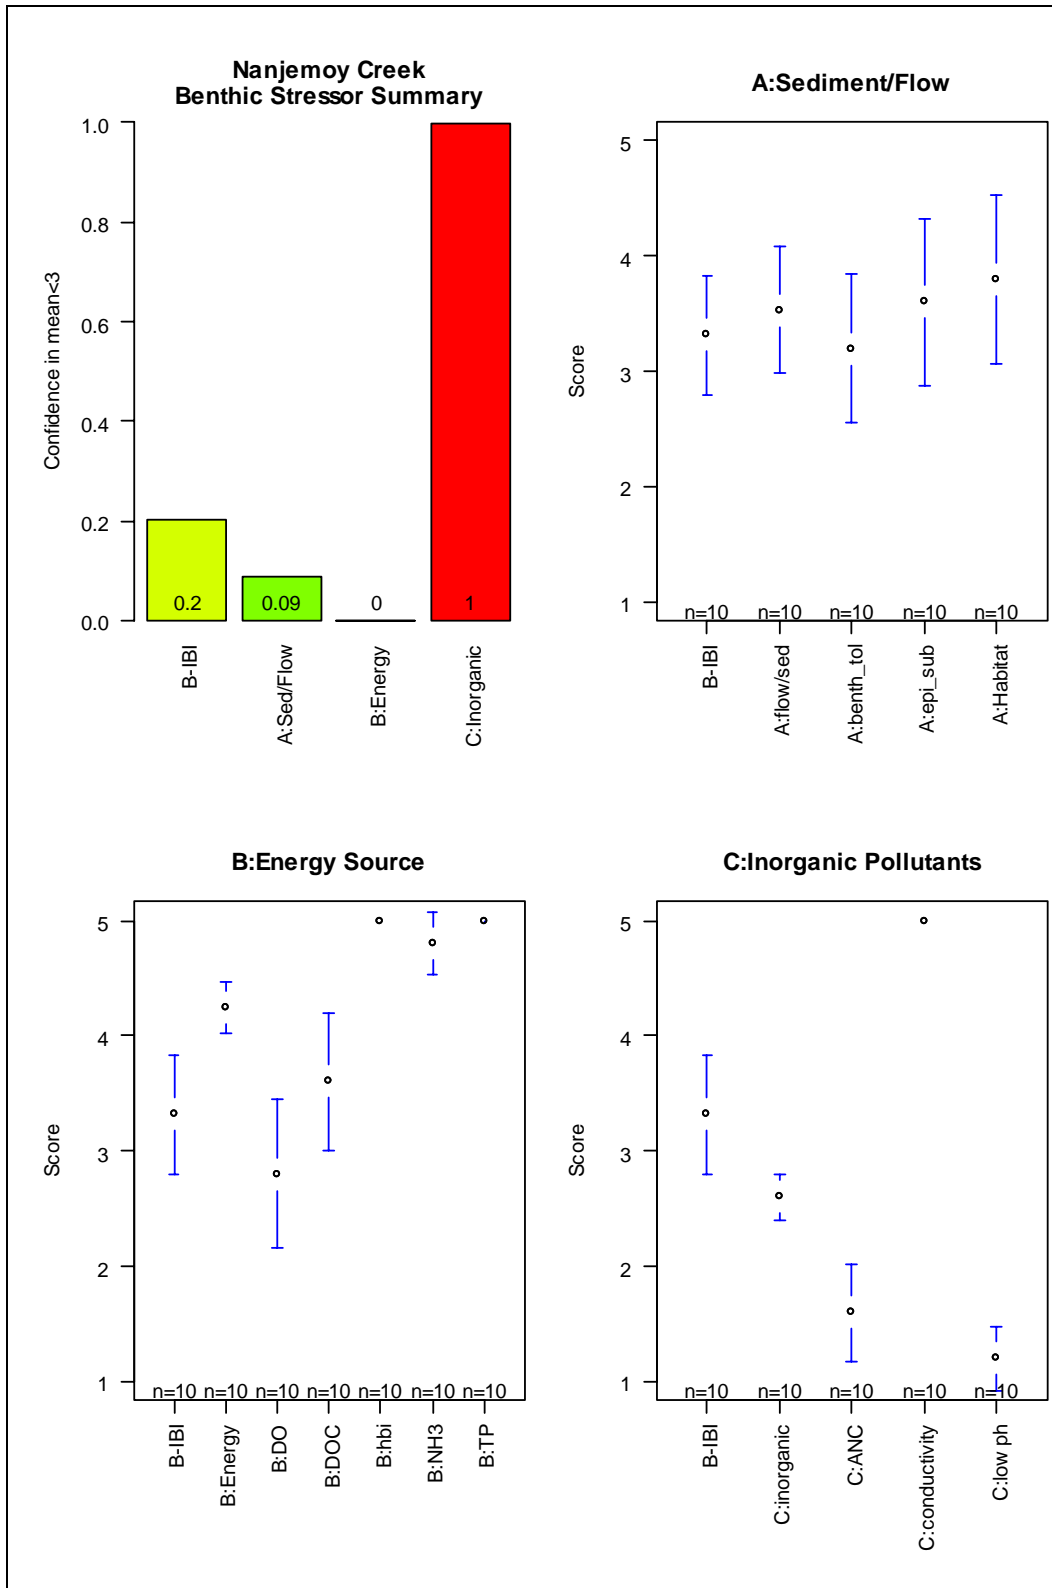 Nanjemoy Creek
Benthic Stressor Summary
Confidence in mean<3
1.0
0.8
0.6
0.4
0.2
0.0
0.2
0.09
0
1
B-IBI
A:Sed/Flow
B:Energy
C:Inorganic
A:Sediment/Flow
Score
5
4
3
2
1
n=10 n=10 n=10 n=10 n=10
B-IBI
A:flow/sed
A:benth_tol
A:epi_sub
A:Habitat
B:Energy Source
Score
5
4
3
2
1
n=10 n=10 n=10 n=10 n=10 n=10 n=10
B-IBI
B:Energy
B:DO
B:DOC
B:hbi
B:NH3
B:TP
C:Inorganic Pollutants
Score
5
4
3
2
1
n=10 n=10 n=10 n=10 n=10
B-IBI
C:inorganic
C:ANC
C:conductivity
C:low ph